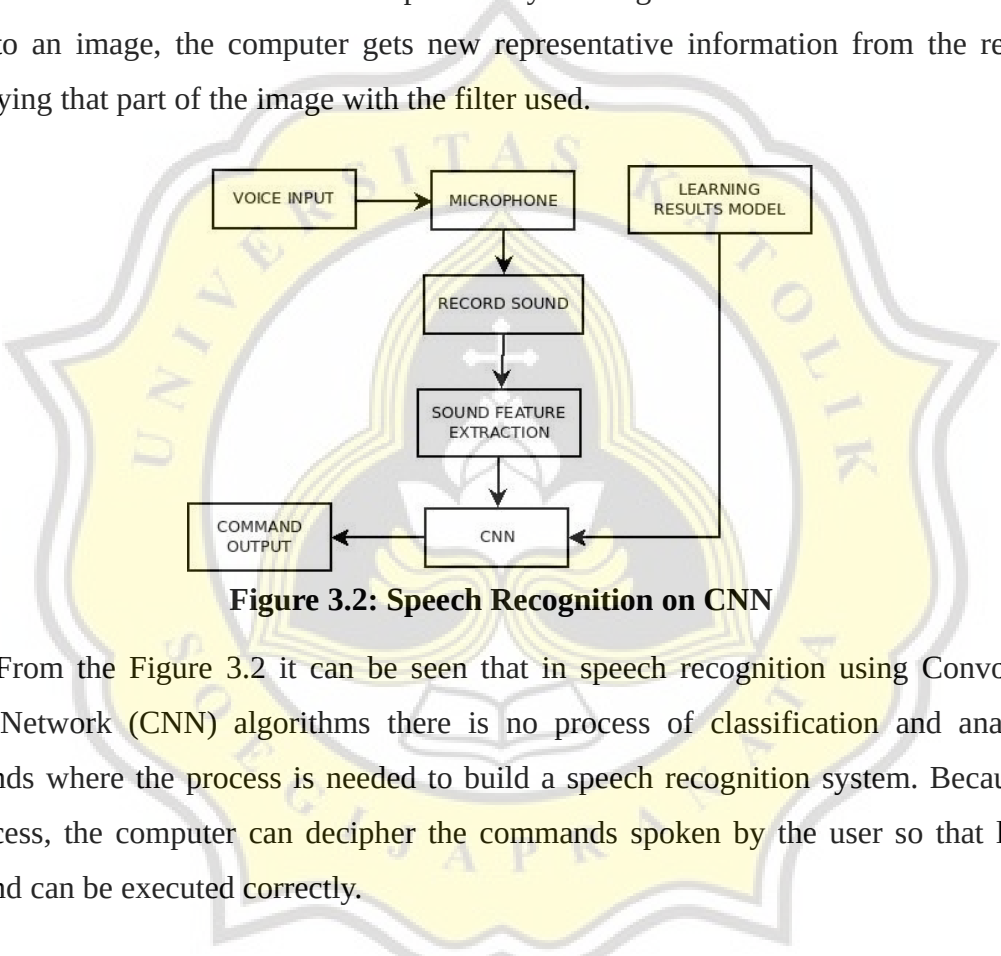 to an image, the computer gets new representative information from the re
ying that part of the image with the filter used.
UNIVERSITAS KATOLIK
VOICE INPUT
MICROPHONE
LEARNING
RESULTS MODEL
RECORD SOUND
SOUND FEATURE
EXTRACTION
COMMAND
OUTPUT
CNN
Figure 3.2: Speech Recognition on CNN
From the Figure 3.2 it can be seen that in speech recognition using Convo
Network (CNN) algorithms there is no process of classification and ana
nds where the process is needed to build a speech recognition system. Becau
cess, the computer can decipher the commands spoken by the user so that
nd can be executed correctly.
SOEGIJAPRANATA